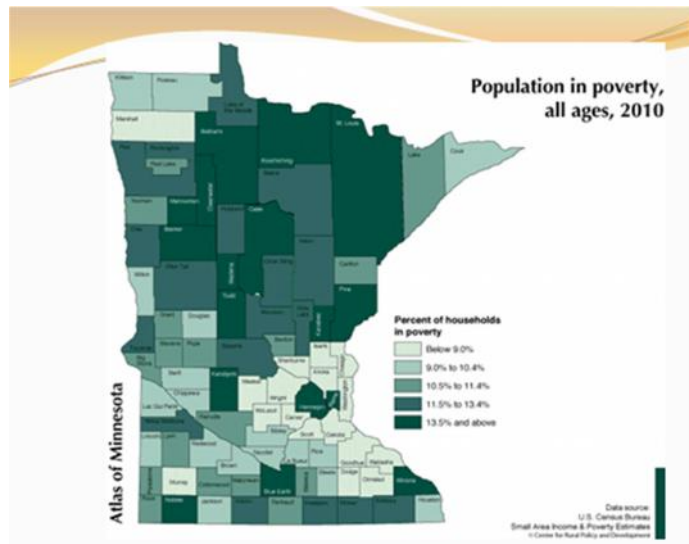 Population in poverty,
all ages, 2010
Kittson
Roseau
Lake of
the Woods
Marshall
St. Louis
Beltrami
Koochiching
Lake
Cook
Pennington
Polk
Red Lake
Itasca
Clearwater
Norman
Mahnomen
Cass
Hubbard
Clay
Becker
Aitkin
Carlton
Wilkin
Otter Tail
Wadena
Crow Wing
Pine
Todd
Kanabec
Grant
Douglas
Morrison
Mille
Lacs
Percent of households
in poverty
Below 9.0%
9.0% to 10.4%
10.5% to 11.4%
11.5% to 13.4%
13.5% and above
Traverse
Stevens
Pope
Stearns
Benton
Isanti
Big
Stone
Sherburne
Chisago
Swift
Kandiyohi
Anoka
Meeker
Wright
Washington
Chippewa
Hennepin
Lac Qui Parle
McLeod
Carver
Renville
Scott
Dakota
Sibley
Lincoln
Lyon
Redwood
Nicollet
Le Sueur
Rice
Goodhue
Wabasha
Brown
Murray
Cottonwood
Watonwan
Blue Earth
Steele
Dodge
Olmsted
Winona
Rock
Nobles
Jackson
Martin
Faribault
Freeborn
Mower
Fillmore
Houston
Atlas of Minnesota
Data source:
U.S. Census Bureau
Small Area Income & Poverty Estimates
© Center for Rural Policy and Development